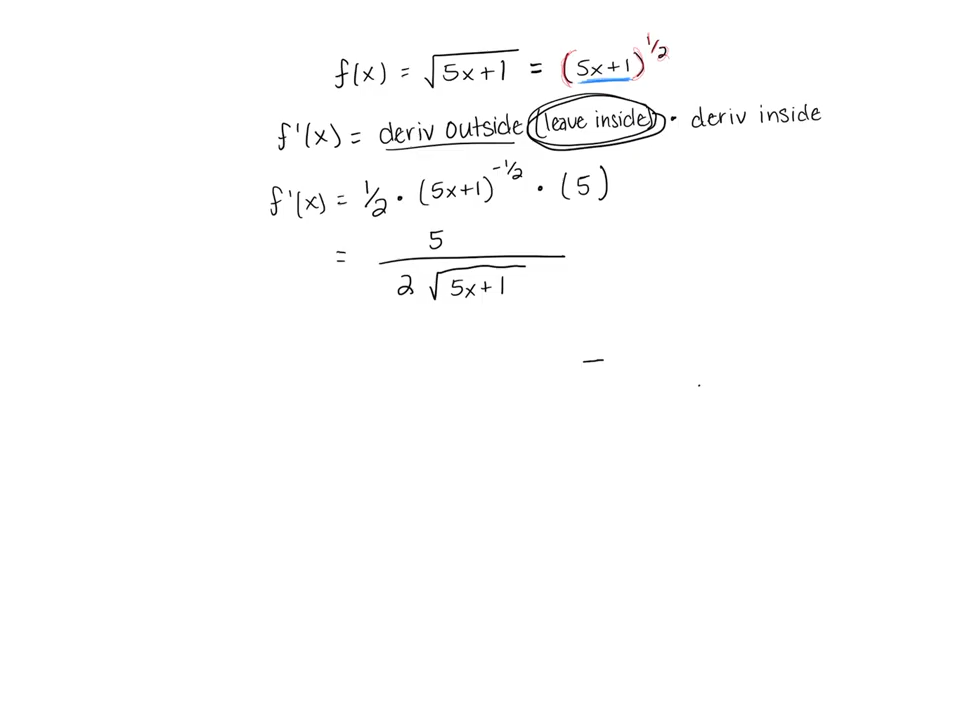 f(x) = √5x+1 = (5x+1)^1/2
f'(x) = deriv outside (leave inside) · deriv inside
f'(x) = 1/2 · (5x+1)^-1/2 · (5)
= 5 / 2√5x+1
—